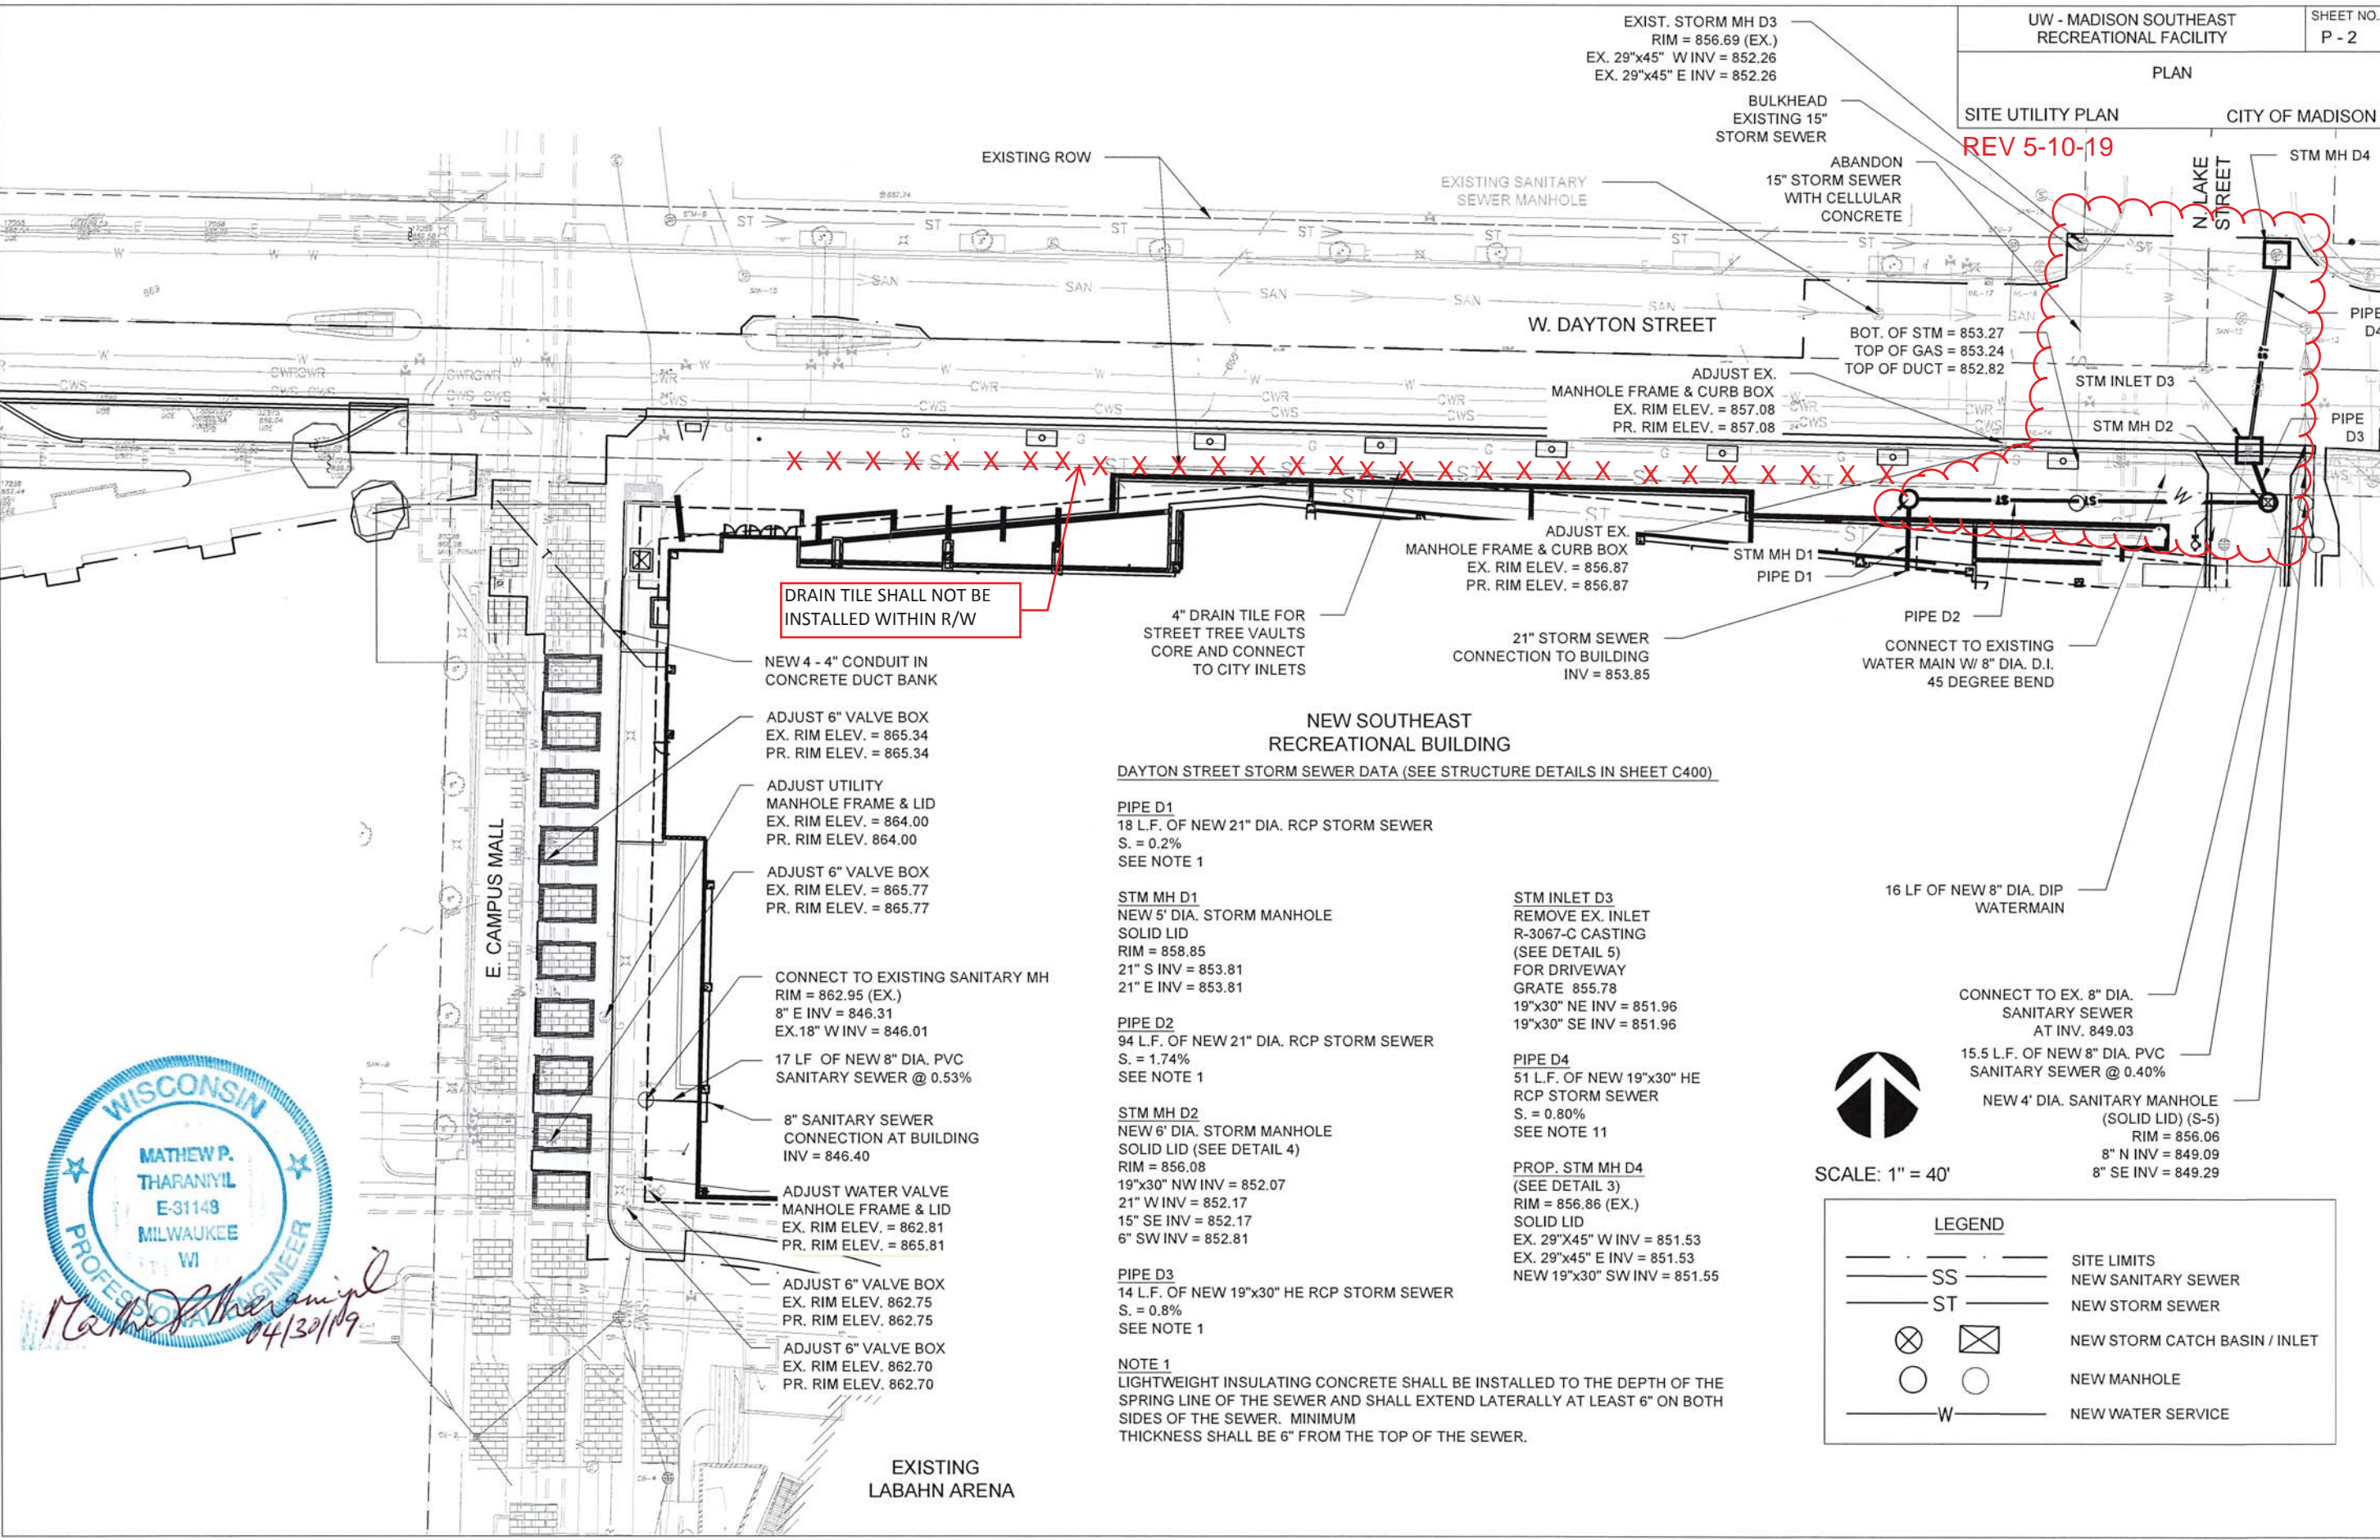 UW - MADISON SOUTHEAST
RECREATIONAL FACILITY
SHEET NO.
P - 2
PLAN
SITE UTILITY PLAN
CITY OF MADISON
REV 5-10-19
EXIST. STORM MH D3
RIM = 856.69 (EX.)
EX. 29"x45" W INV = 852.26
EX. 29"x45" E INV = 852.26
BULKHEAD
EXISTING 15"
STORM SEWER
ABANDON
15" STORM SEWER
WITH CELLULAR
CONCRETE
EXISTING ROW
EXISTING SANITARY
SEWER MANHOLE
N. LAKE
STREET
STM MH D4
PIPE
D4
W. DAYTON STREET
BOT. OF STM = 853.27
TOP OF GAS = 853.24
TOP OF DUCT = 852.82
ADJUST EX.
MANHOLE FRAME & CURB BOX
EX. RIM ELEV. = 857.08
PR. RIM ELEV. = 857.08
STM INLET D3
STM MH D2
PIPE
D3
ADJUST EX.
MANHOLE FRAME & CURB BOX
EX. RIM ELEV. = 856.87
PR. RIM ELEV. = 856.87
STM MH D1
PIPE D1
PIPE D2
DRAIN TILE SHALL NOT BE
INSTALLED WITHIN R/W
4" DRAIN TILE FOR
STREET TREE VAULTS
CORE AND CONNECT
TO CITY INLETS
21" STORM SEWER
CONNECTION TO BUILDING
INV = 853.85
CONNECT TO EXISTING
WATER MAIN W/ 8" DIA. D.I.
45 DEGREE BEND
NEW 4 - 4" CONDUIT IN
CONCRETE DUCT BANK
ADJUST 6" VALVE BOX
EX. RIM ELEV. = 865.34
PR. RIM ELEV. = 865.34
ADJUST UTILITY
MANHOLE FRAME & LID
EX. RIM ELEV. = 864.00
PR. RIM ELEV. 864.00
ADJUST 6" VALVE BOX
EX. RIM ELEV. = 865.77
PR. RIM ELEV. = 865.77
E. CAMPUS MALL
CONNECT TO EXISTING SANITARY MH
RIM = 862.95 (EX.)
8" E INV = 846.31
EX.18" W INV = 846.01
17 LF OF NEW 8" DIA. PVC
SANITARY SEWER @ 0.53%
8" SANITARY SEWER
CONNECTION AT BUILDING
INV = 846.40
ADJUST WATER VALVE
MANHOLE FRAME & LID
EX. RIM ELEV. = 862.81
PR. RIM ELEV. = 865.81
ADJUST 6" VALVE BOX
EX. RIM ELEV. 862.75
PR. RIM ELEV. 862.75
ADJUST 6" VALVE BOX
EX. RIM ELEV. 862.70
PR. RIM ELEV. 862.70
EXISTING
LABAHN ARENA
NEW SOUTHEAST
RECREATIONAL BUILDING
DAYTON STREET STORM SEWER DATA (SEE STRUCTURE DETAILS IN SHEET C400)
PIPE D1
18 L.F. OF NEW 21" DIA. RCP STORM SEWER
S. = 0.2%
SEE NOTE 1
STM MH D1
NEW 5' DIA. STORM MANHOLE
SOLID LID
RIM = 858.85
21" S INV = 853.81
21" E INV = 853.81
PIPE D2
94 L.F. OF NEW 21" DIA. RCP STORM SEWER
S. = 1.74%
SEE NOTE 1
STM MH D2
NEW 6' DIA. STORM MANHOLE
SOLID LID (SEE DETAIL 4)
RIM = 856.08
19"x30" NW INV = 852.07
21" W INV = 852.17
15" SE INV = 852.17
6" SW INV = 852.81
PIPE D3
14 L.F. OF NEW 19"x30" HE RCP STORM SEWER
S. = 0.8%
SEE NOTE 1
NOTE 1
LIGHTWEIGHT INSULATING CONCRETE SHALL BE INSTALLED TO THE DEPTH OF THE
SPRING LINE OF THE SEWER AND SHALL EXTEND LATERALLY AT LEAST 6" ON BOTH
SIDES OF THE SEWER. MINIMUM
THICKNESS SHALL BE 6" FROM THE TOP OF THE SEWER.
STM INLET D3
REMOVE EX. INLET
R-3067-C CASTING
(SEE DETAIL 5)
FOR DRIVEWAY
GRATE 855.78
19"x30" NE INV = 851.96
19"x30" SE INV = 851.96
PIPE D4
51 L.F. OF NEW 19"x30" HE
RCP STORM SEWER
S. = 0.80%
SEE NOTE 11
PROP. STM MH D4
(SEE DETAIL 3)
RIM = 856.86 (EX.)
SOLID LID
EX. 29"X45" W INV = 851.53
EX. 29"x45" E INV = 851.53
NEW 19"x30" SW INV = 851.55
16 LF OF NEW 8" DIA. DIP
WATERMAIN
CONNECT TO EX. 8" DIA.
SANITARY SEWER
AT INV. 849.03
15.5 L.F. OF NEW 8" DIA. PVC
SANITARY SEWER @ 0.40%
NEW 4' DIA. SANITARY MANHOLE
(SOLID LID) (S-5)
RIM = 856.06
8" N INV = 849.09
8" SE INV = 849.29
SCALE: 1" = 40'
LEGEND
SITE LIMITS
SS NEW SANITARY SEWER
ST NEW STORM SEWER
NEW STORM CATCH BASIN / INLET
NEW MANHOLE
W NEW WATER SERVICE
WISCONSIN
MATHEW P.
THARANIYIL
E-31149
MILWAUKEE
WI
PROFESSIONAL ENGINEER
04/30/19